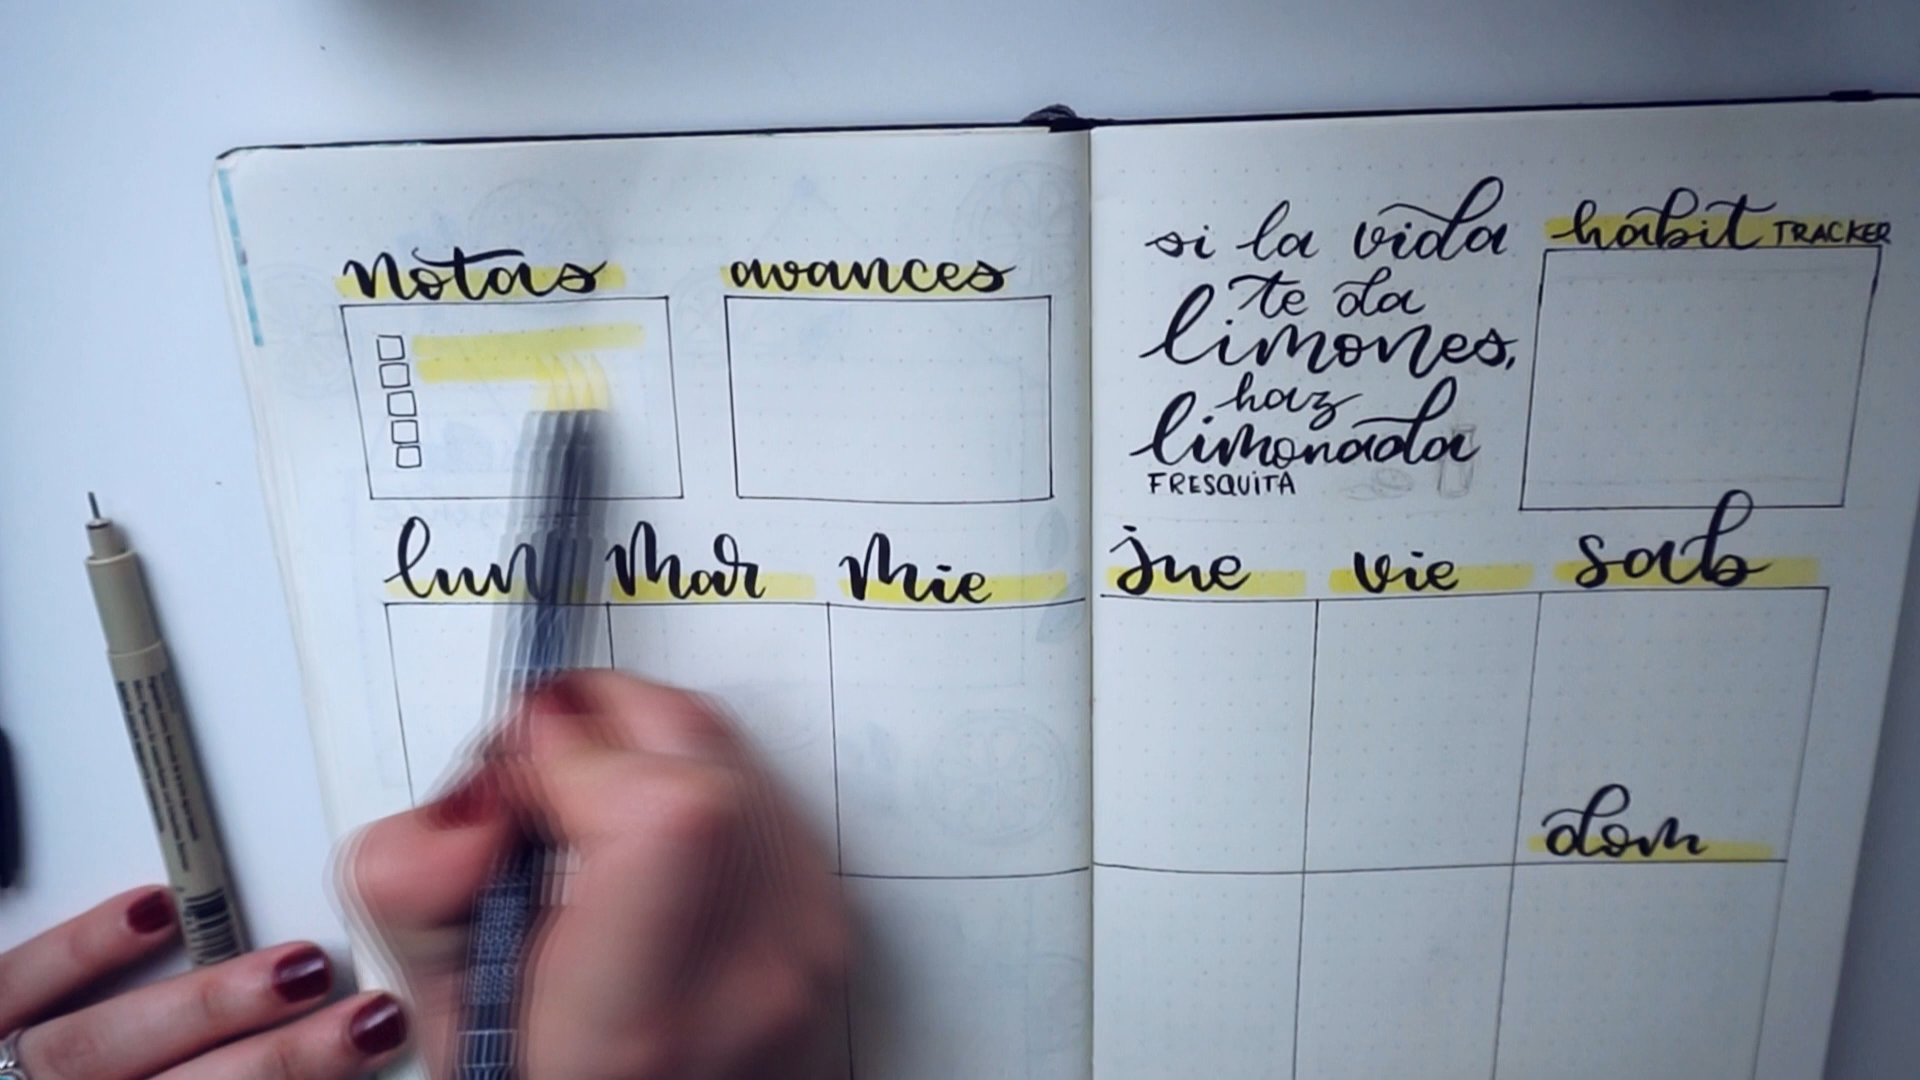 notas
avances
si la vida
te da
limones,
haz
limonada
FRESQUITA
habit TRACKER
lun
mar
mie
jue
vie
sab
dom